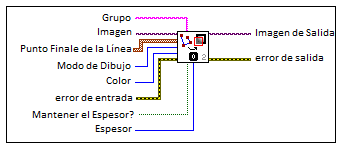 Grupo
Imagen
Imagen de Salida
Punto Finale de la Línea
Modo de Dibujo
error de salida
Color
error de entrada
Mantener el Espesor?
Espesor